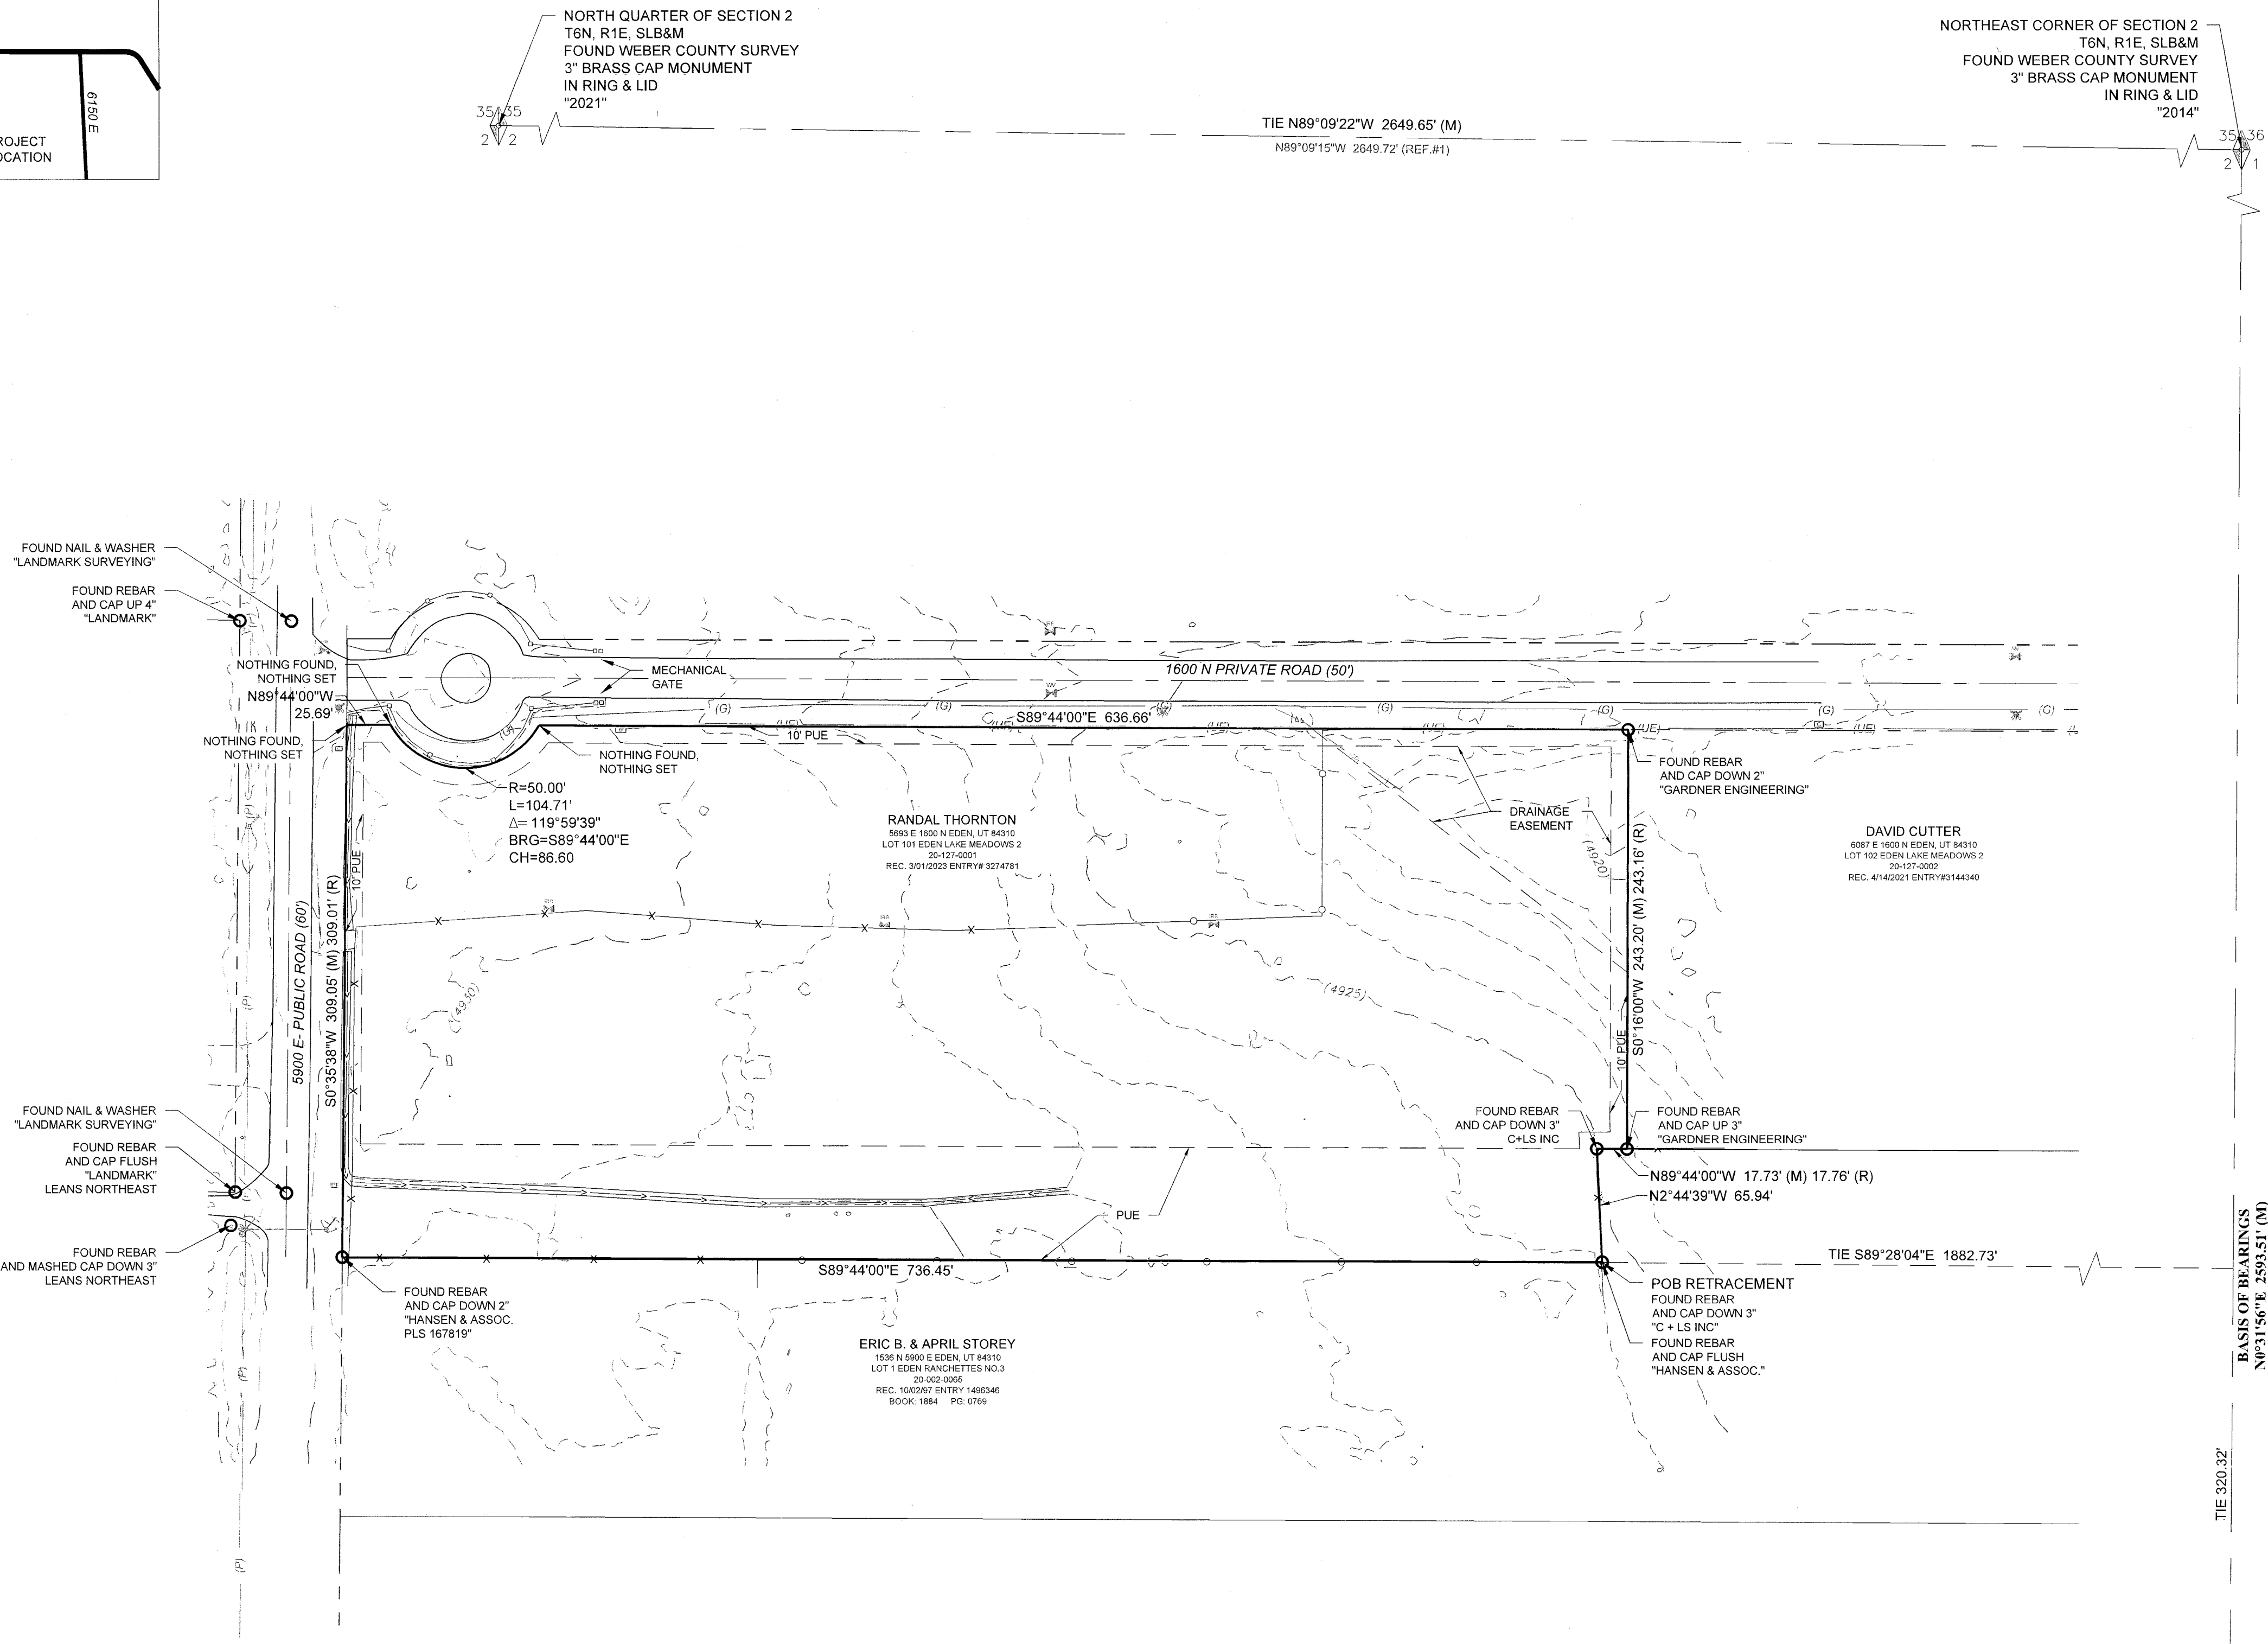 NORTH QUARTER OF SECTION 2
T6N, R1E, SLB&M
FOUND WEBER COUNTY SURVEY
3" BRASS CAP MONUMENT
IN RING & LID
"2021"
35 35
2 2
NORTHEAST CORNER OF SECTION 2
T6N, R1E, SLB&M
FOUND WEBER COUNTY SURVEY
3" BRASS CAP MONUMENT
IN RING & LID
"2014"
35 36
2 1
6150 E
ROJECT
OCATION
TIE N89°09'22"W 2649.65' (M)
N89°09'15"W 2649.72' (REF.#1)
FOUND NAIL & WASHER
"LANDMARK SURVEYING"
FOUND REBAR
AND CAP UP 4"
"LANDMARK"
NOTHING FOUND,
NOTHING SET
N89°44'00"W
25.69'
NOTHING FOUND,
NOTHING SET
MECHANICAL
GATE
1600 N PRIVATE ROAD (50')
(G) (G) (G) (G) (G) (G) (G)
S89°44'00"E 636.66'
(UE) (UE) (UE) (UE) (UE)
10' PUE
NOTHING FOUND,
NOTHING SET
R=50.00'
L=104.71'
Δ= 119°59'39"
BRG=S89°44'00"E
CH=86.60
FOUND REBAR
AND CAP DOWN 2"
"GARDNER ENGINEERING"
DRAINAGE
EASEMENT
RANDAL THORNTON
5693 E 1600 N EDEN, UT 84310
LOT 101 EDEN LAKE MEADOWS 2
20-127-0001
REC. 3/01/2023 ENTRY# 3274781
DAVID CUTTER
6087 E 1600 N EDEN, UT 84310
LOT 102 EDEN LAKE MEADOWS 2
20-127-0002
REC. 4/14/2021 ENTRY#3144340
10' PUE
5900 E- PUBLIC ROAD (60')
S0°35'38"W 309.05' (M) 309.01' (R)
(4930)
(4925)
(4920)
S0°16'00"W 243.20' (M) 243.16' (R)
10' PUE
FOUND NAIL & WASHER
"LANDMARK SURVEYING"
FOUND REBAR
AND CAP FLUSH
"LANDMARK"
LEANS NORTHEAST
FOUND REBAR
AND MASHED CAP DOWN 3"
LEANS NORTHEAST
FOUND REBAR
AND CAP DOWN 3"
C+LS INC
FOUND REBAR
AND CAP UP 3"
"GARDNER ENGINEERING"
N89°44'00"W 17.73' (M) 17.76' (R)
N2°44'39"W 65.94'
PUE
TIE S89°28'04"E 1882.73'
S89°44'00"E 736.45'
FOUND REBAR
AND CAP DOWN 2"
"HANSEN & ASSOC.
PLS 167819"
POB RETRACEMENT
FOUND REBAR
AND CAP DOWN 3"
"C + LS INC"
FOUND REBAR
AND CAP FLUSH
"HANSEN & ASSOC."
ERIC B. & APRIL STOREY
1536 N 5900 E EDEN, UT 84310
LOT 1 EDEN RANCHETTES NO.3
20-002-0065
REC. 10/02/97 ENTRY 1496346
BOOK: 1884 PG: 0769
(P)
(P)
(P)
(P)
(P)
BASIS OF BEARINGS
N0°31'56"E 2593.51' (M)
TIE 320.32'